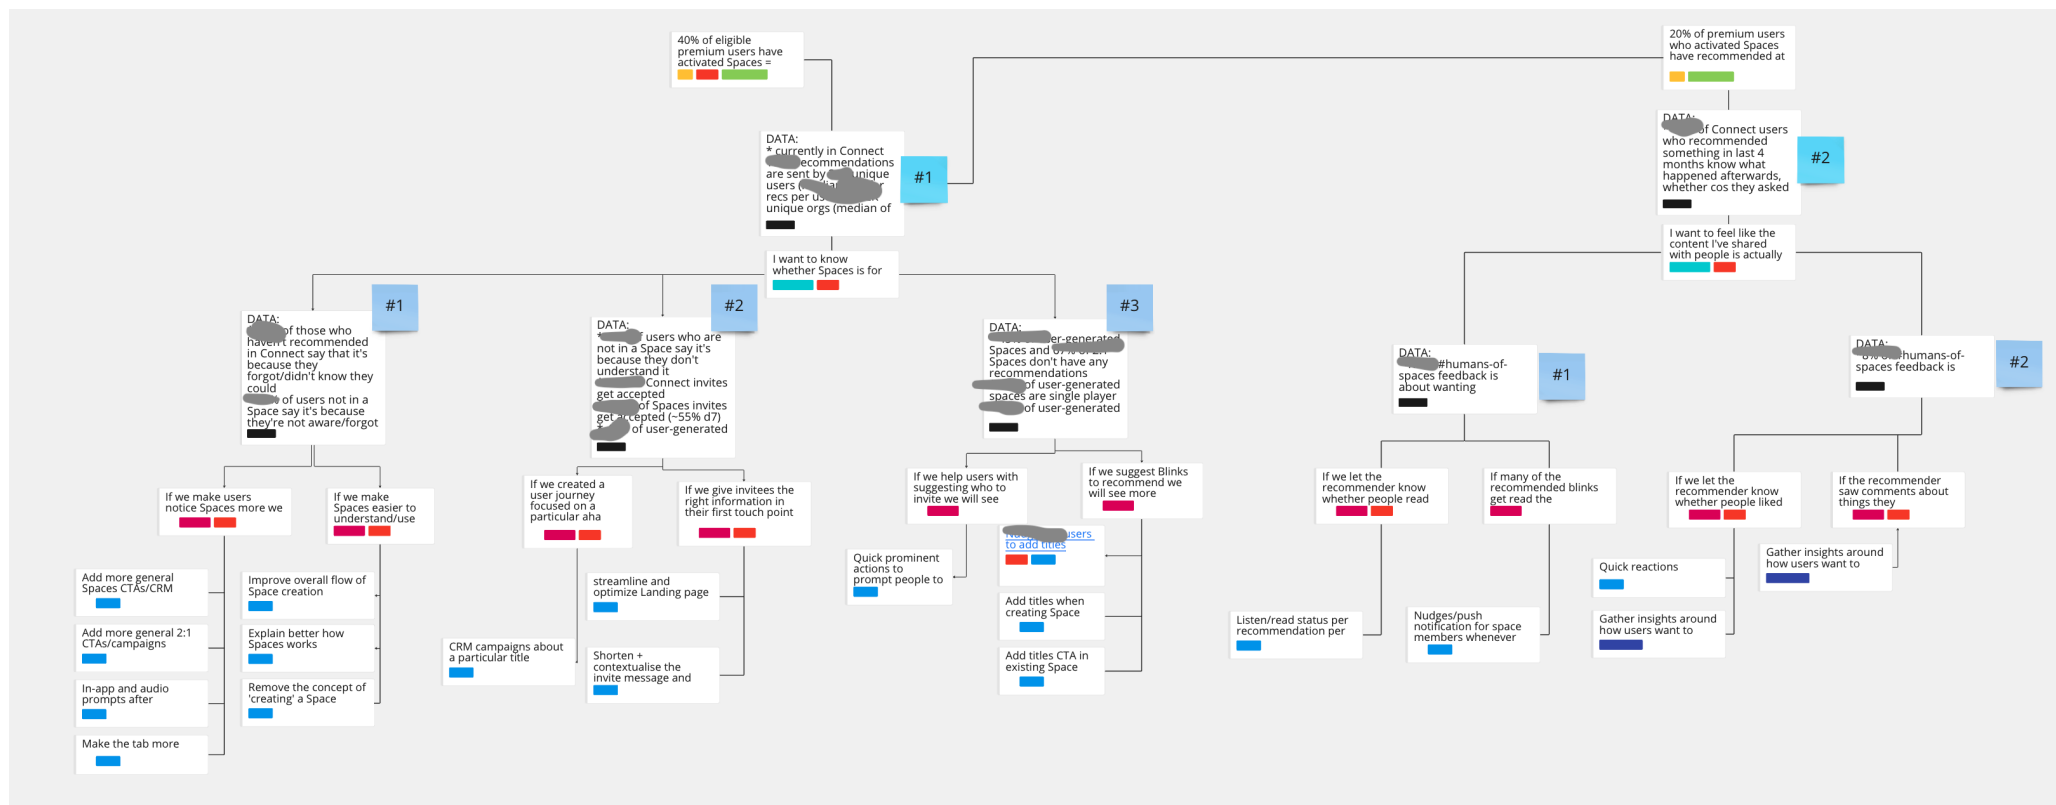 40% of eligible
premium users have
activated Spaces =
20% of premium users
who activated Spaces
have recommended at
DATA:
* currently in Connect
ecommendations
are sent by unique
users
recs per
unique orgs (median of
#1
DATA:
of Connect users
who recommended
something in last 4
months know what
happened afterwards,
whether cos they asked
#2
I want to know
whether Spaces is for
I want to feel like the
content I've shared
with people is actually
DATA:
of those who
haven't recommended
in Connect say that it's
because they
forgot/didn't know they
could
of users not in a
Space say it's because
they're not aware/forgot
#1
DATA:
of users who are
not in a Space say it's
because they don't
understand it
Connect invites
get accepted
of Spaces invites
get accepted (~55% d7)
of user-generated
#2
DATA:
er-generated
Spaces and
Spaces don't have any
recommendations
of user-generated
spaces are single player
of user-generated
#3
DATA:
#humans-of-
spaces feedback is
about wanting
#1
DATA:
#humans-of-
spaces feedback is
#2
If we make users
notice Spaces more we
If we make
Spaces easier to
understand/use
If we created a
user journey
focused on a
particular aha
If we give invitees the
right information in
their first touch point
If we help users with
suggesting who to
invite we will see
If we suggest Blinks
to recommend we
will see more
If we let the
recommender know
whether people read
If many of the
recommended blinks
get read the
If we let the
recommender know
whether people liked
If the recommender
saw comments about
things they
Add more general
Spaces CTAs/CRM
Add more general 2:1
CTAs/campaigns
In-app and audio
prompts after
Make the tab more
Improve overall flow of
Space creation
Explain better how
Spaces works
Remove the concept of
'creating' a Space
CRM campaigns about
a particular title
streamline and
optimize Landing page
Shorten +
contextualise the
invite message and
Quick prominent
actions to
prompt people to
users
to add titles
Add titles when
creating Space
Add titles CTA in
existing Space
Listen/read status per
recommendation per
Nudges/push
notification for space
members whenever
Quick reactions
Gather insights around
how users want to
Gather insights around
how users want to